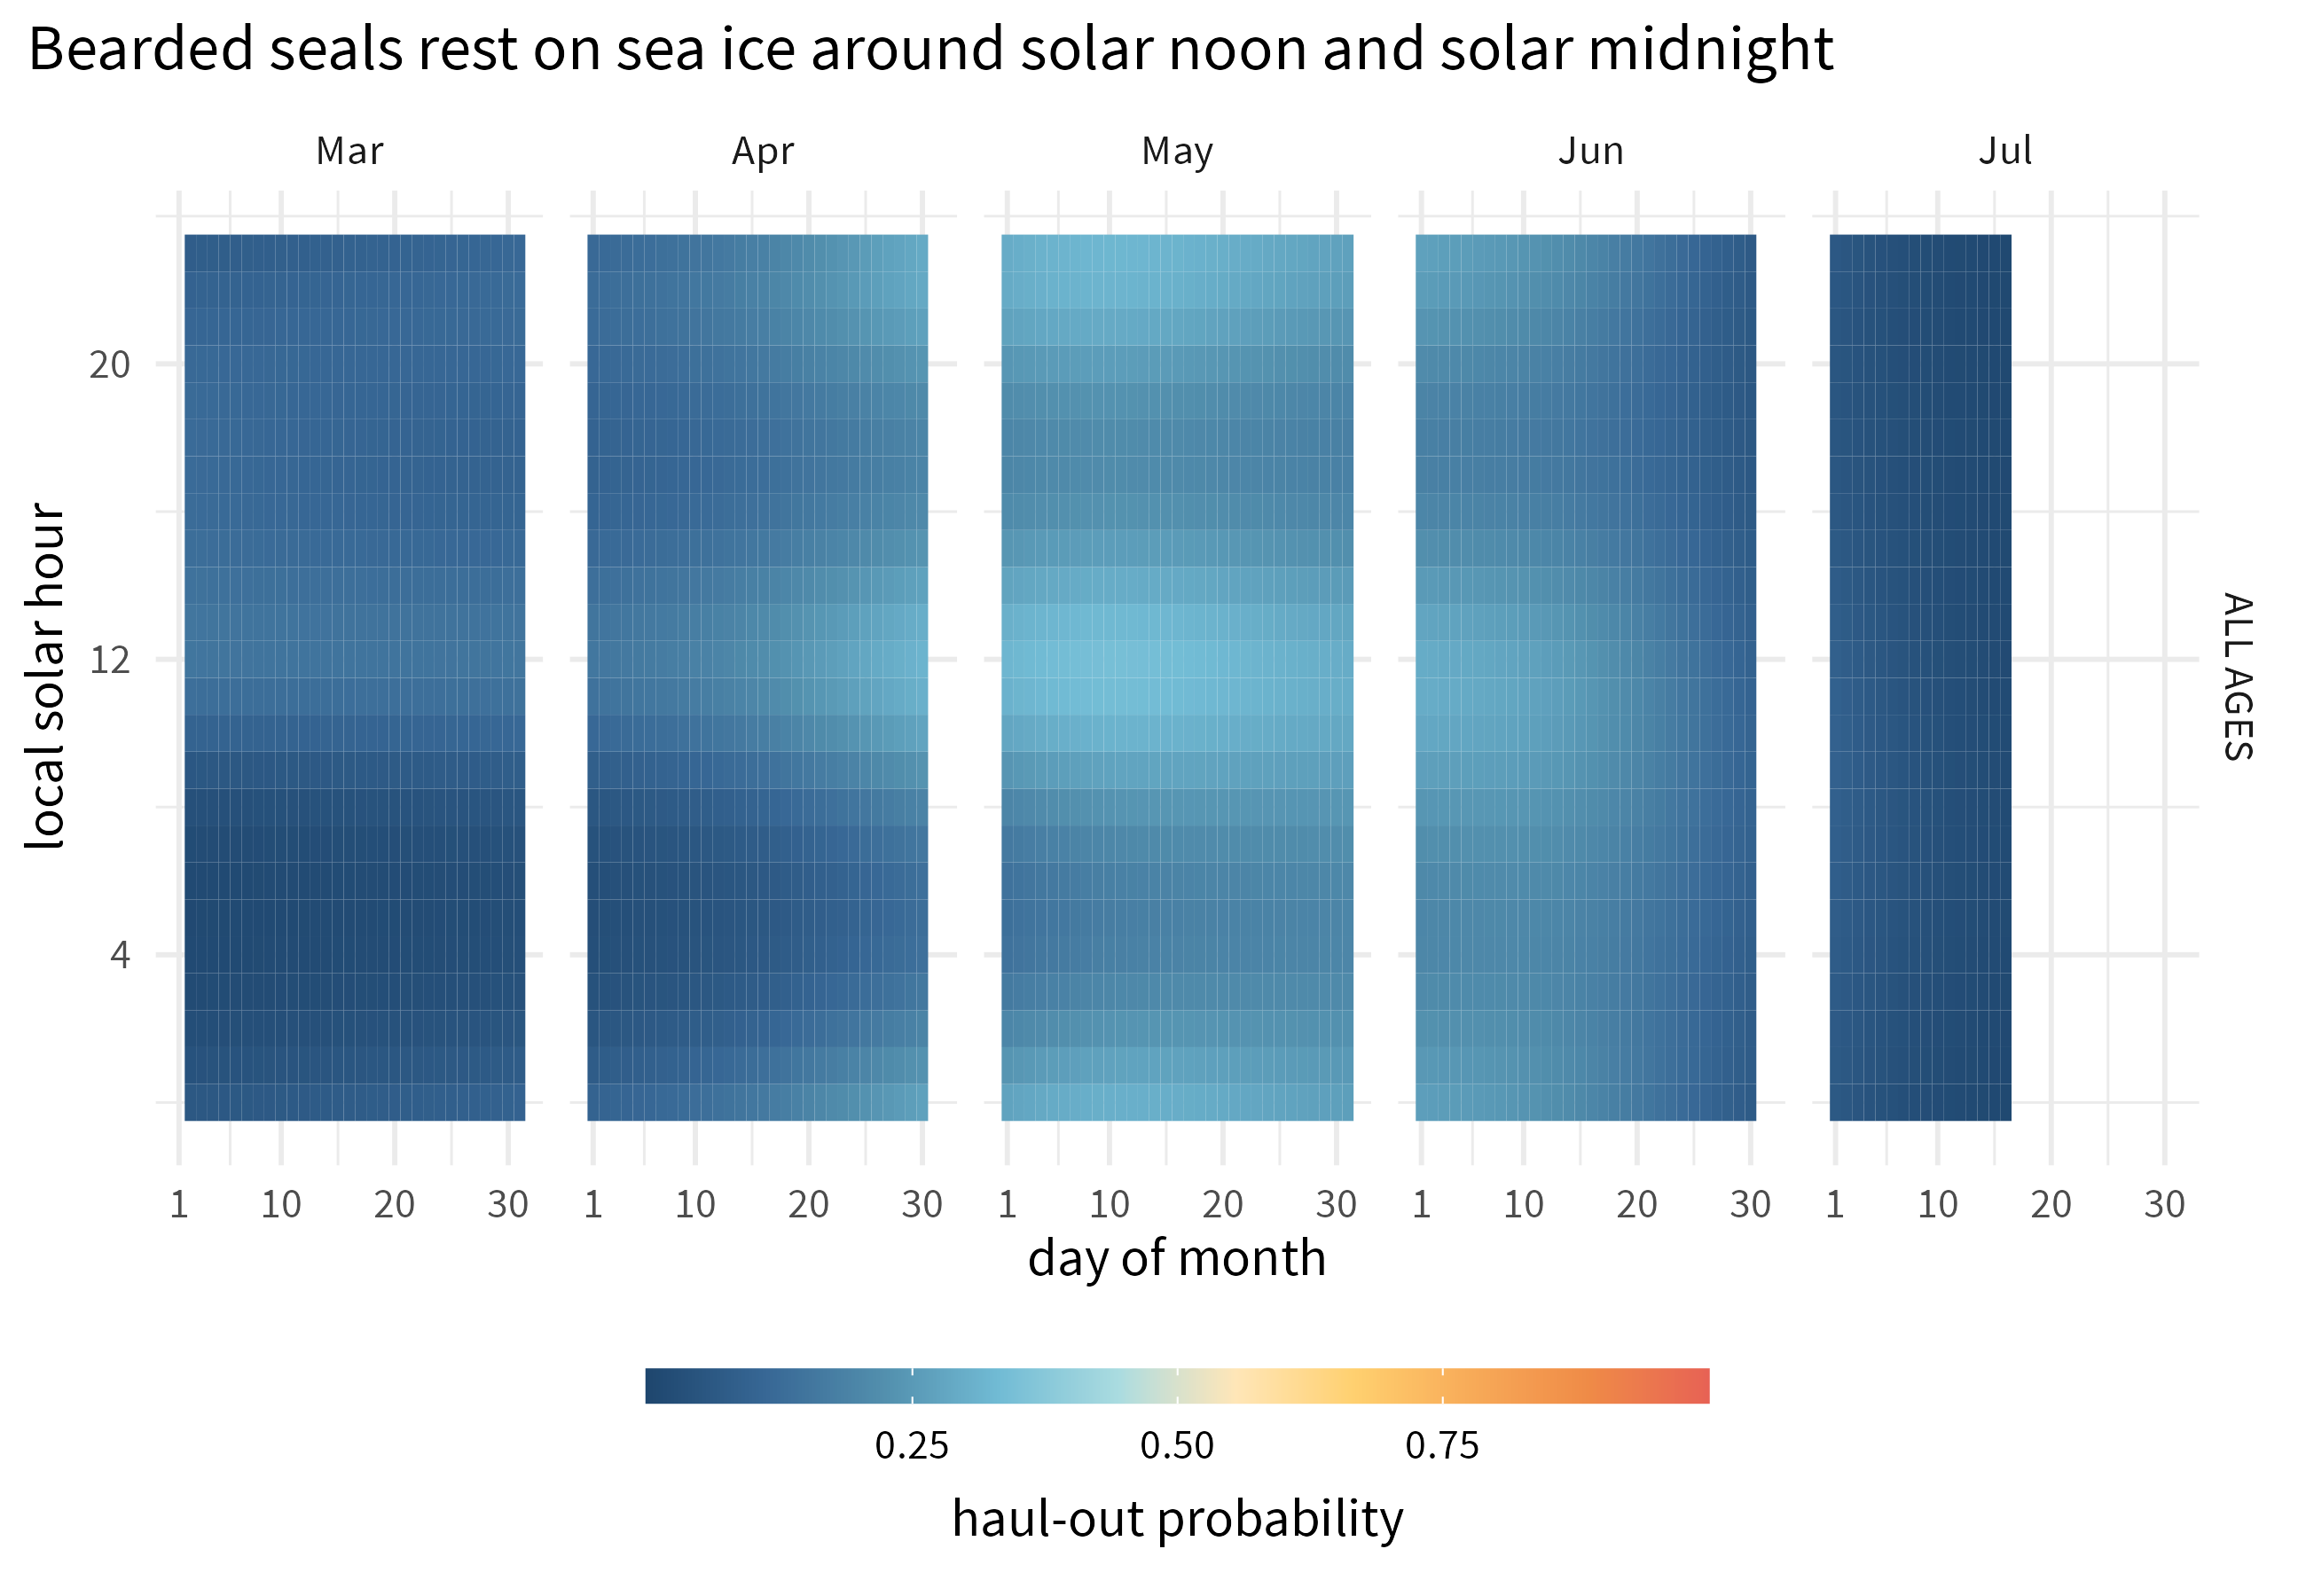 Bearded seals rest on sea ice around solar noon and solar midnight
Mar Apr May Jun Jul
20
12
4
local solar hour
ALL AGES
1 10 20 30 1 10 20 30 1 10 20 30 1 10 20 30 1 10 20 30
day of month
0.25 0.50 0.75
haul-out probability